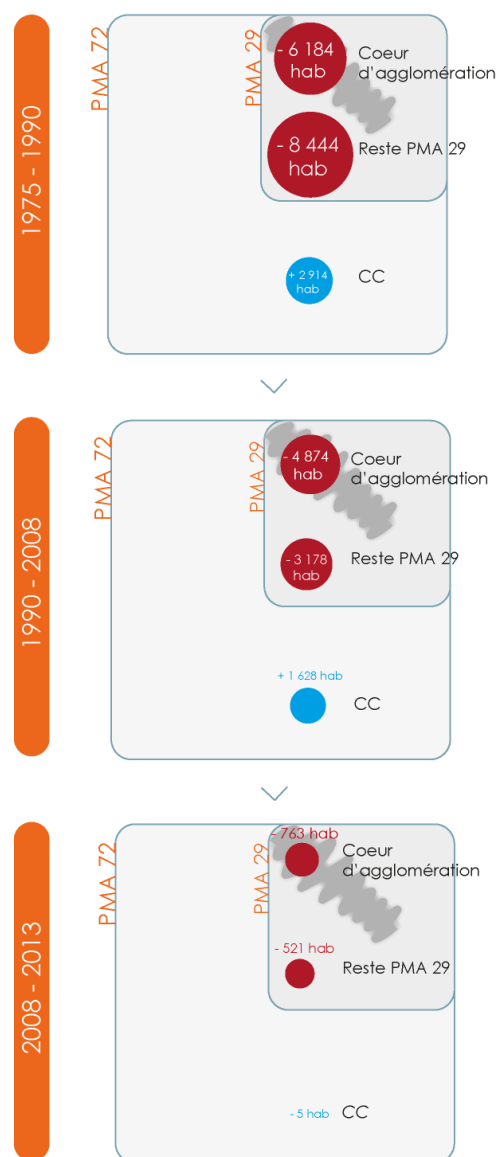 1975 - 1990
PMA 72
PMA 29
- 6 184
hab
Coeur
d'agglomération
- 8 444
hab
Reste PMA 29
+ 2 914
hab
CC
1990 - 2008
PMA 72
PMA 29
- 4 874
hab
Coeur
d'agglomération
- 3 178
hab
Reste PMA 29
+ 1 628 hab
CC
2008 - 2013
PMA 72
PMA 29
- 763 hab
Coeur
d'agglomération
- 521 hab
Reste PMA 29
- 5 hab
CC